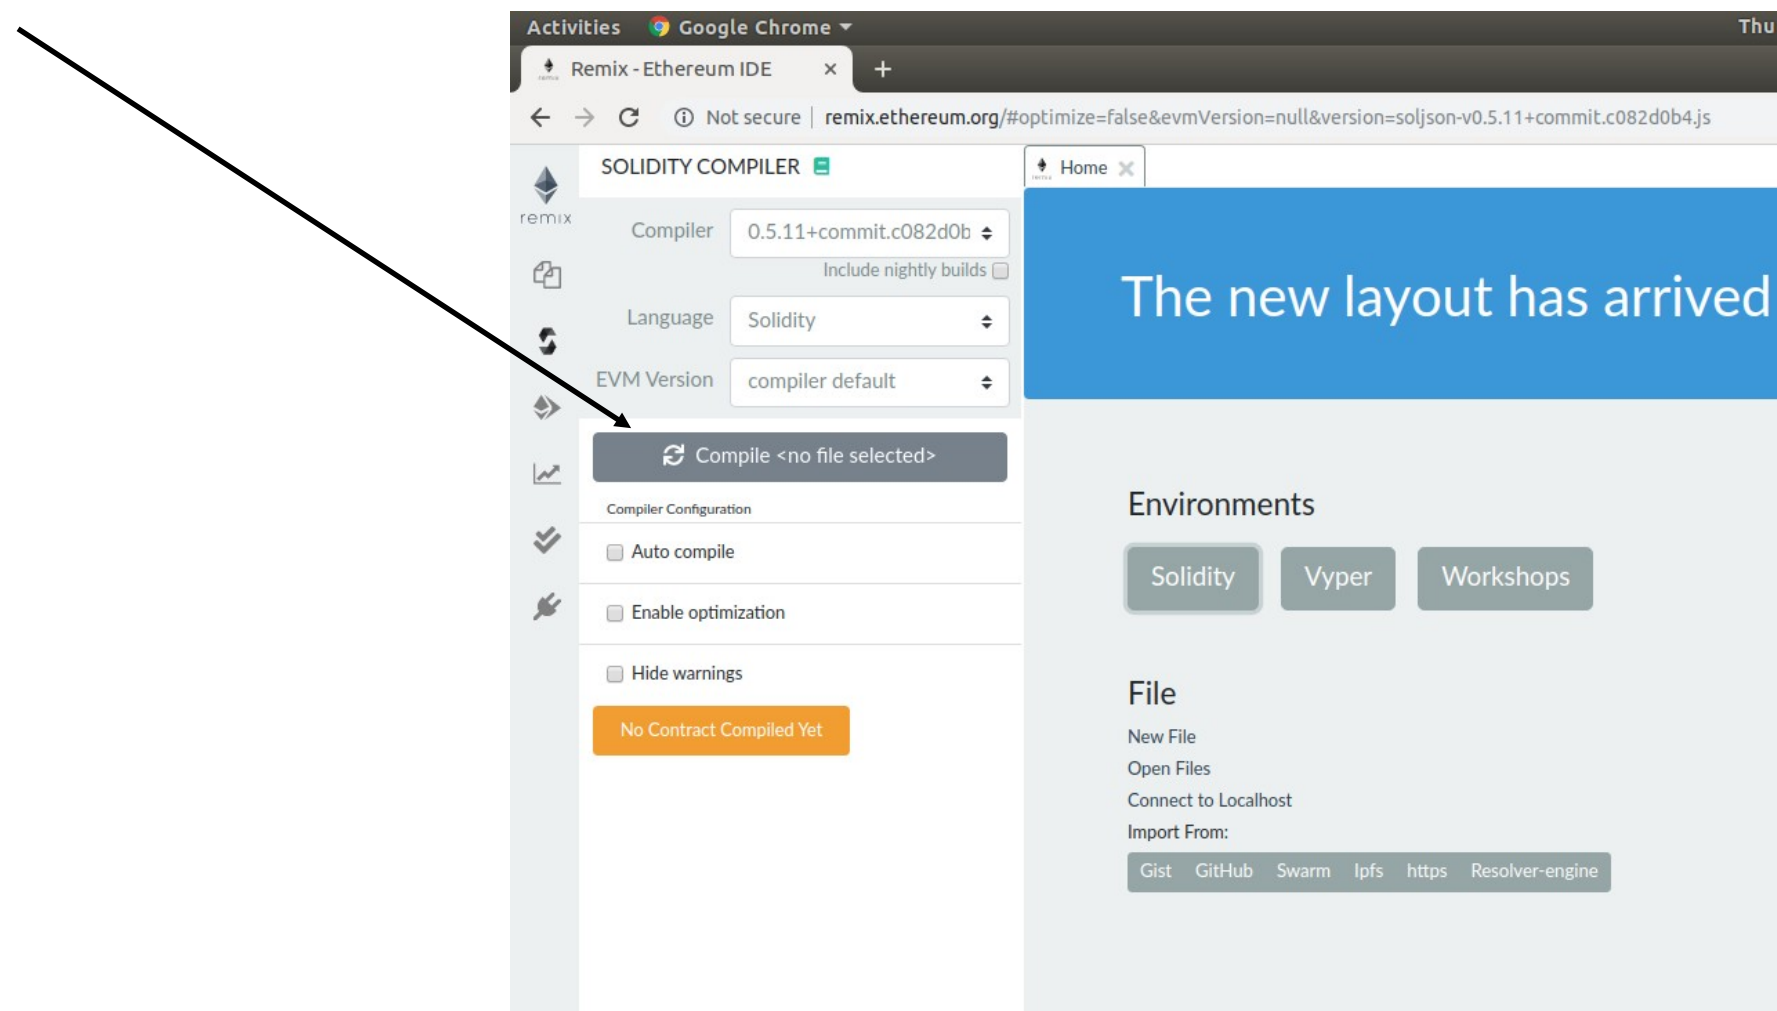 Activities Google Chrome Thu
Remix - Ethereum IDE × +
Not secure | remix.ethereum.org/#optimize=false&evmVersion=null&version=soljson-v0.5.11+commit.c082d0b4.js
remix
SOLIDITY COMPILER
Compiler 0.5.11+commit.c082d0b
Include nightly builds
Language Solidity
EVM Version compiler default
Compile <no file selected>
Compiler Configuration
Auto compile
Enable optimization
Hide warnings
No Contract Compiled Yet
Home
The new layout has arrived
Environments
Solidity Vyper Workshops
File
New File
Open Files
Connect to Localhost
Import From:
Gist GitHub Swarm Ipfs https Resolver-engine